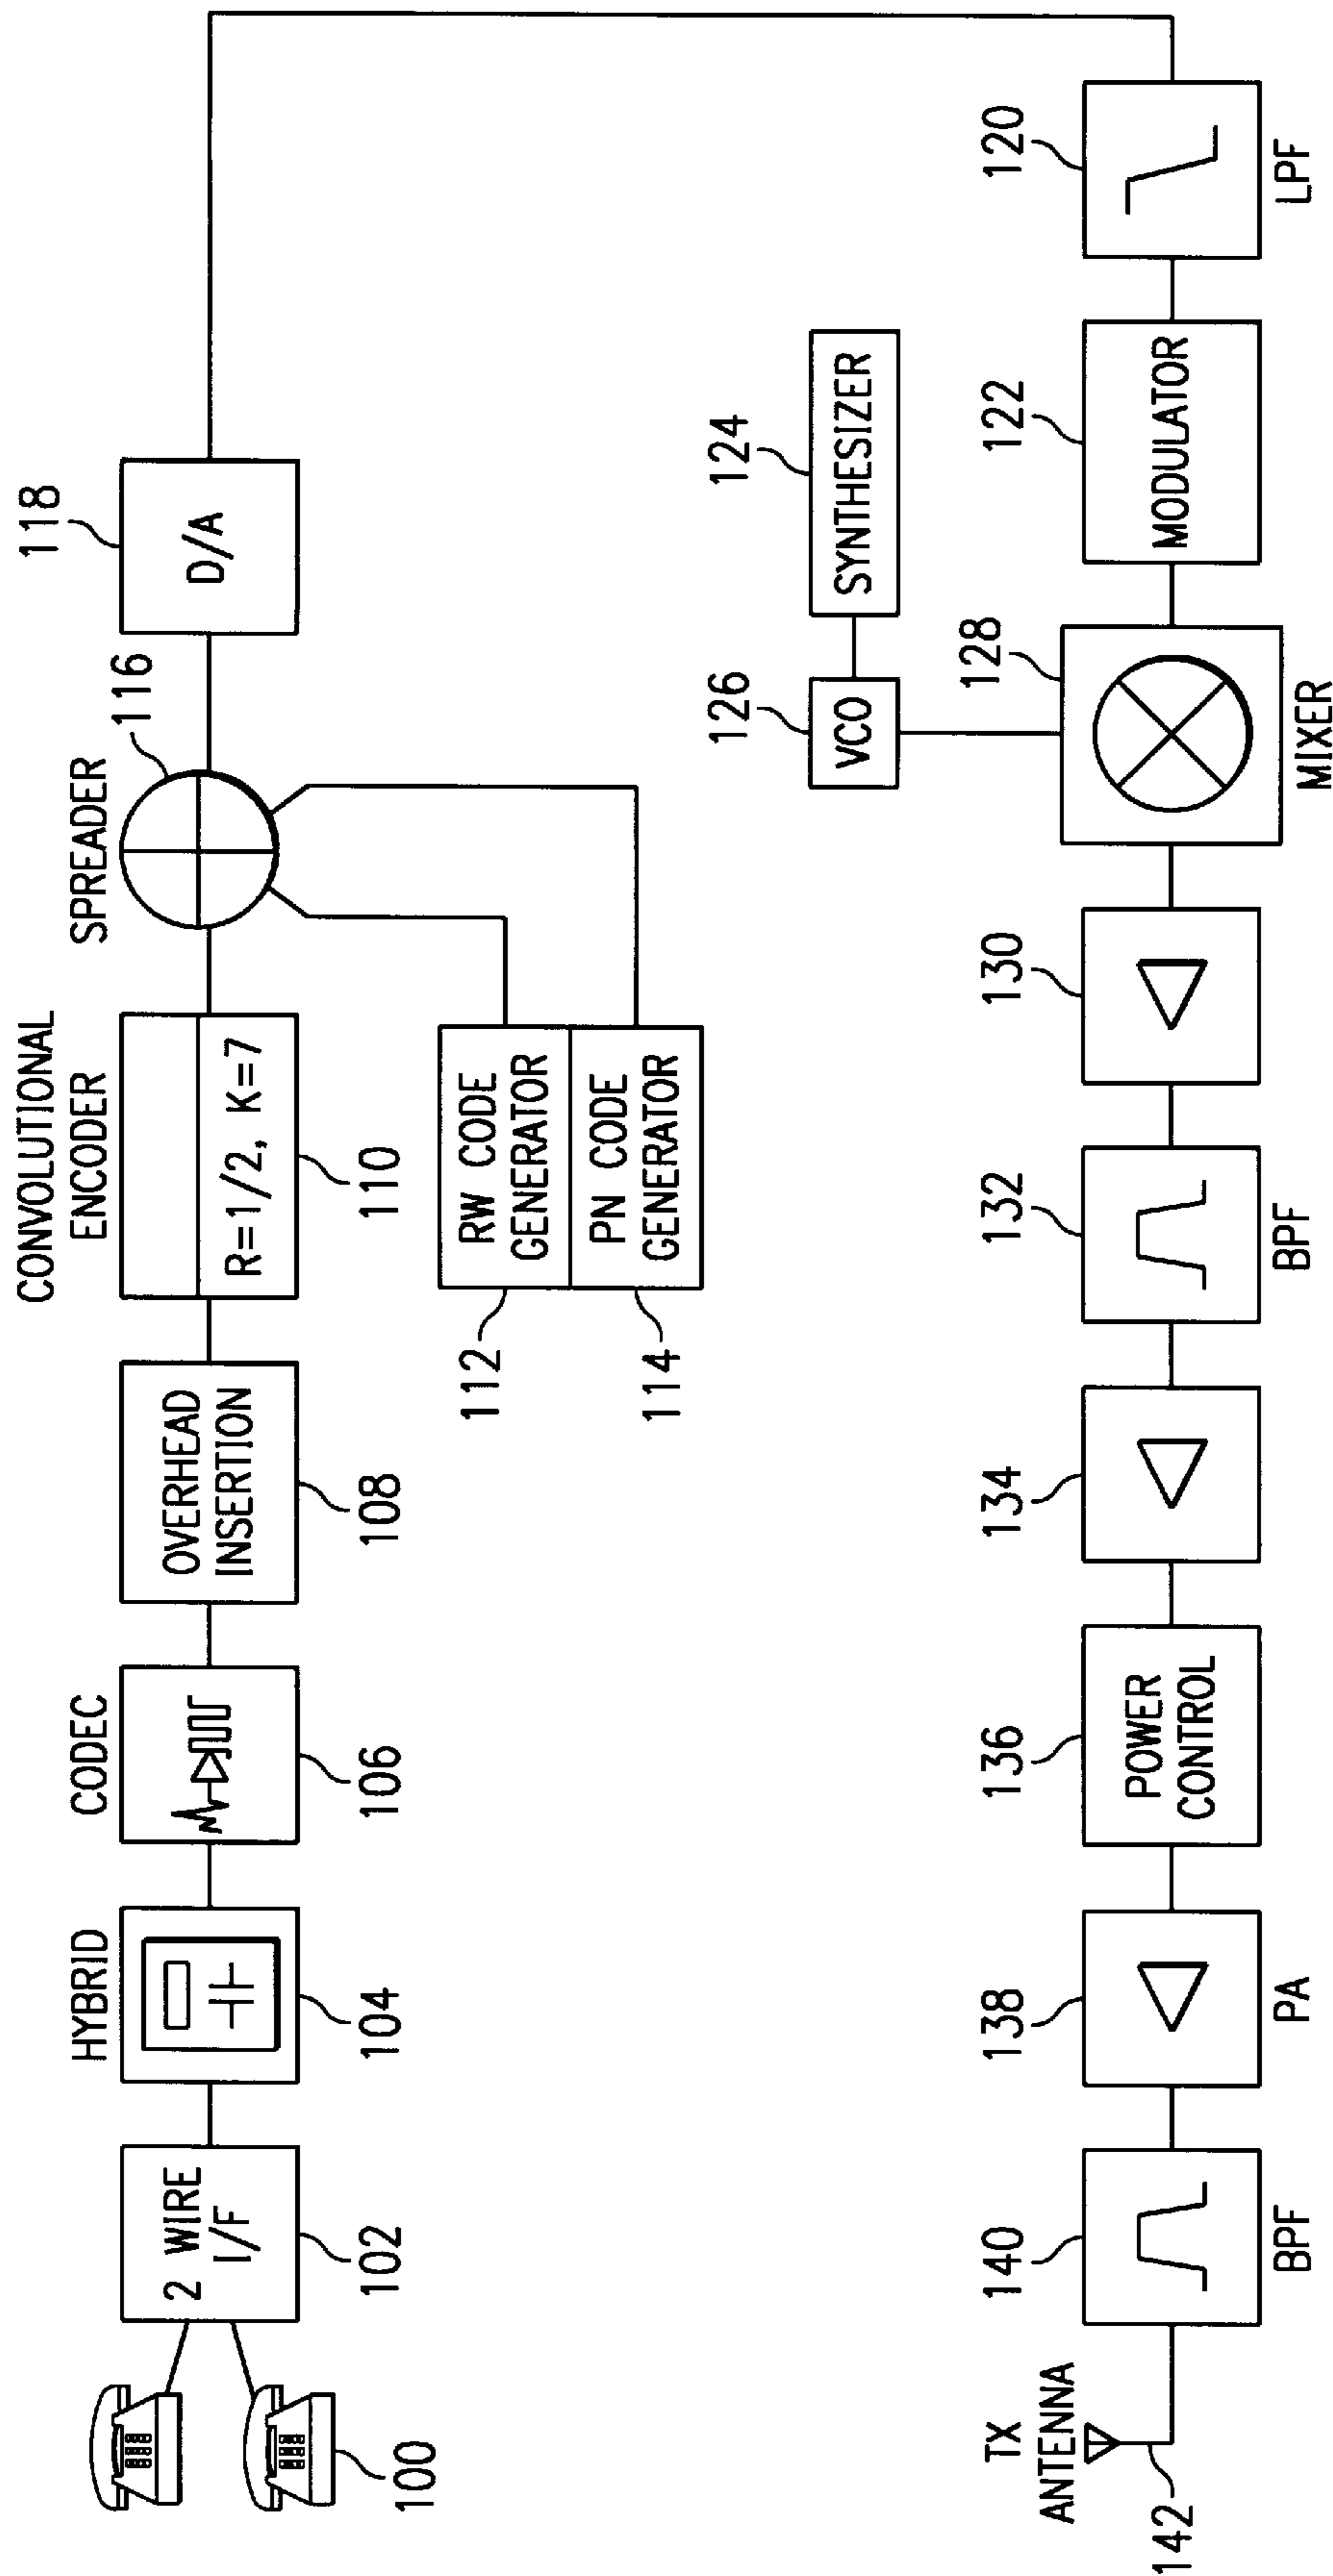 CONVOLUTIONAL
ENCODER
SPREADER
116
118
HYBRID
CODEC
2 WIRE
I/F
OVERHEAD
INSERTION
R=1/2, K=7
D/A
100
102
104
106
108
110
112
RW CODE
GENERATOR
114
PN CODE
GENERATOR
124
SYNTHESIZER
126
VCO
TX
ANTENNA
142
140
BPF
138
PA
136
POWER
CONTROL
134
132
BPF
130
128
MIXER
122
MODULATOR
120
LPF